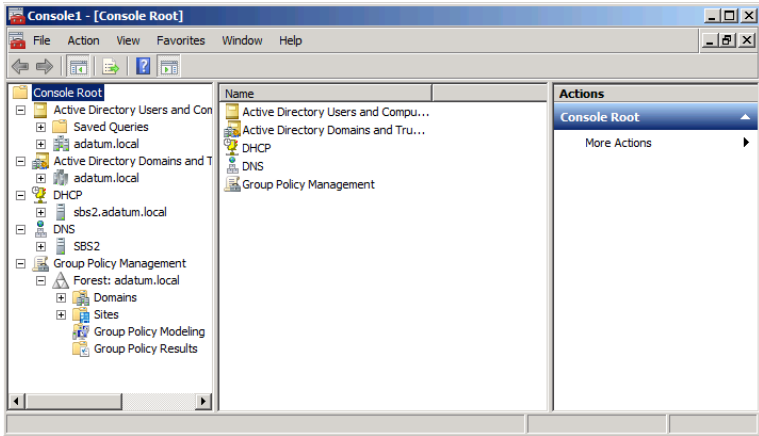 Console1 - [Console Root]
File Action View Favorites Window Help
Console Root
Active Directory Users and Con
Saved Queries
adatum.local
Active Directory Domains and T
adatum.local
DHCP
sbs2.adatum.local
DNS
SBS2
Group Policy Management
Forest: adatum.local
Domains
Sites
Group Policy Modeling
Group Policy Results
Name
Active Directory Users and Compu...
Active Directory Domains and Tru...
DHCP
DNS
Group Policy Management
Actions
Console Root
More Actions